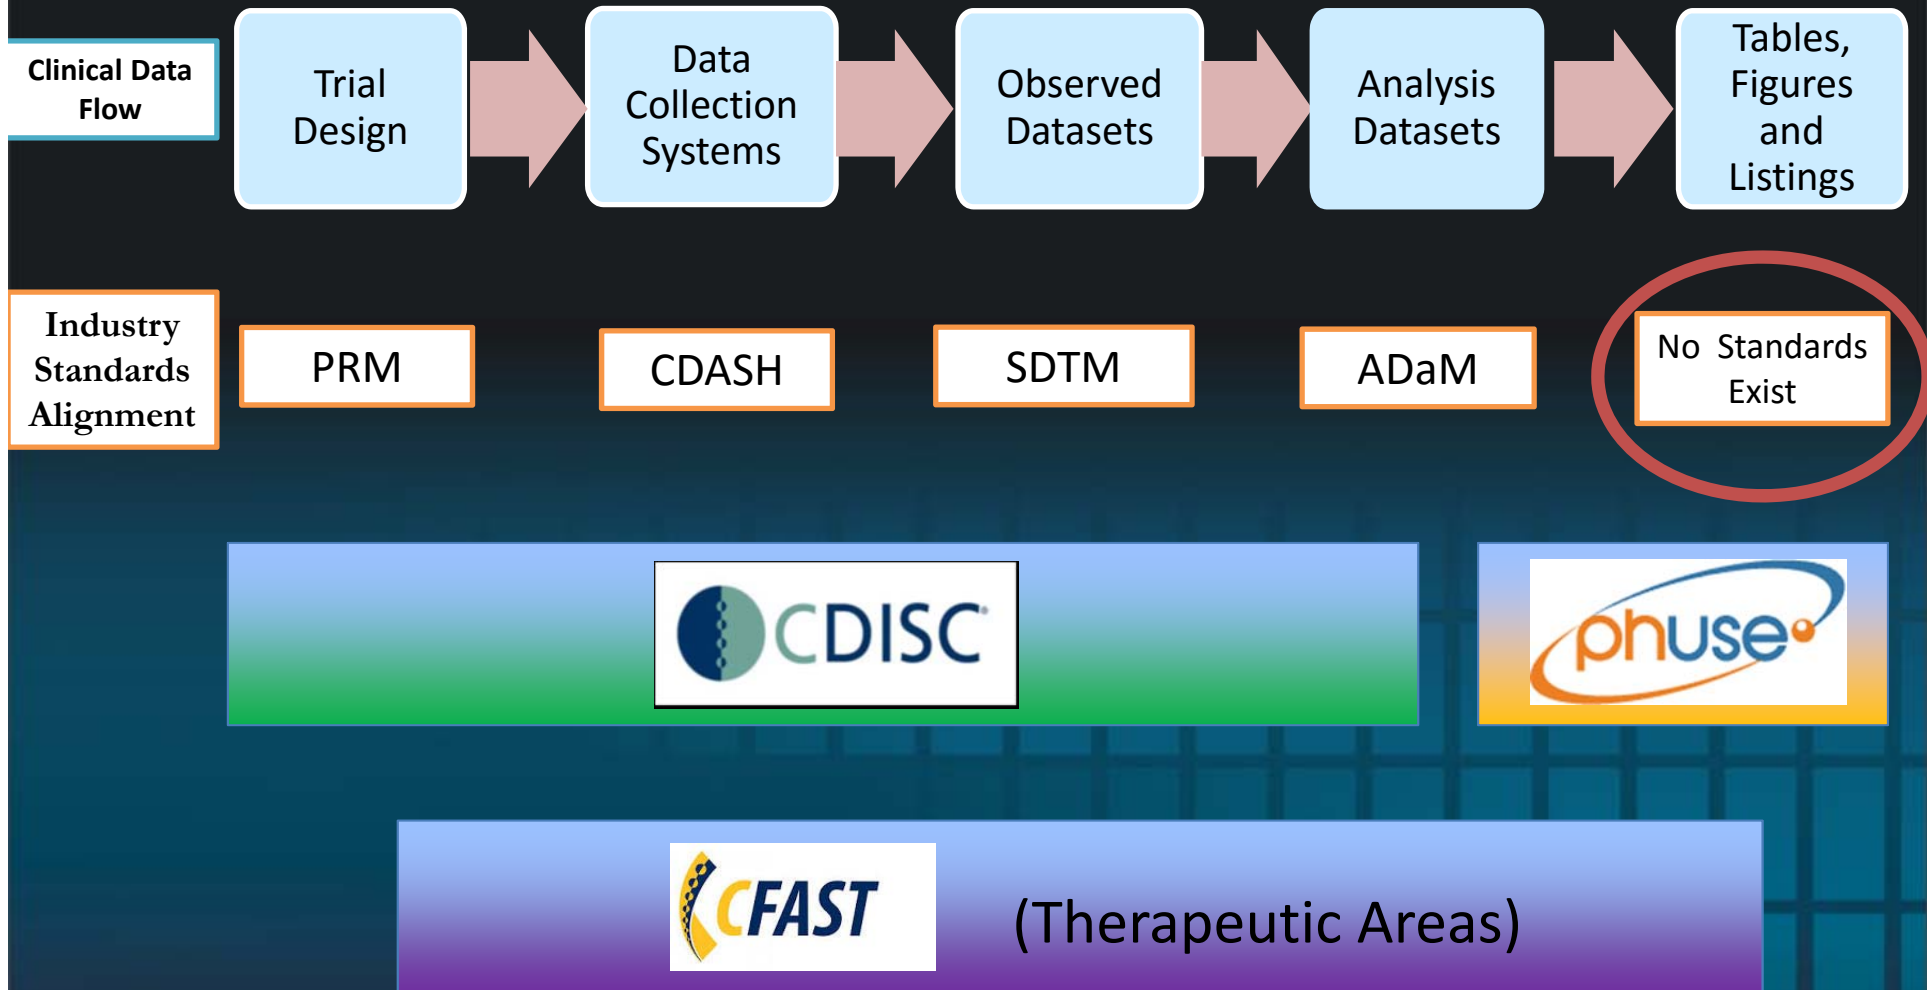 Clinical Data
Flow
Trial
Design
Data
Collection
Systems
Observed
Datasets
Analysis
Datasets
Tables,
Figures
and
Listings
Industry
Standards
Alignment
PRM
CDASH
SDTM
ADaM
No Standards
Exist
CDISC
phuse
CFAST
(Therapeutic Areas)